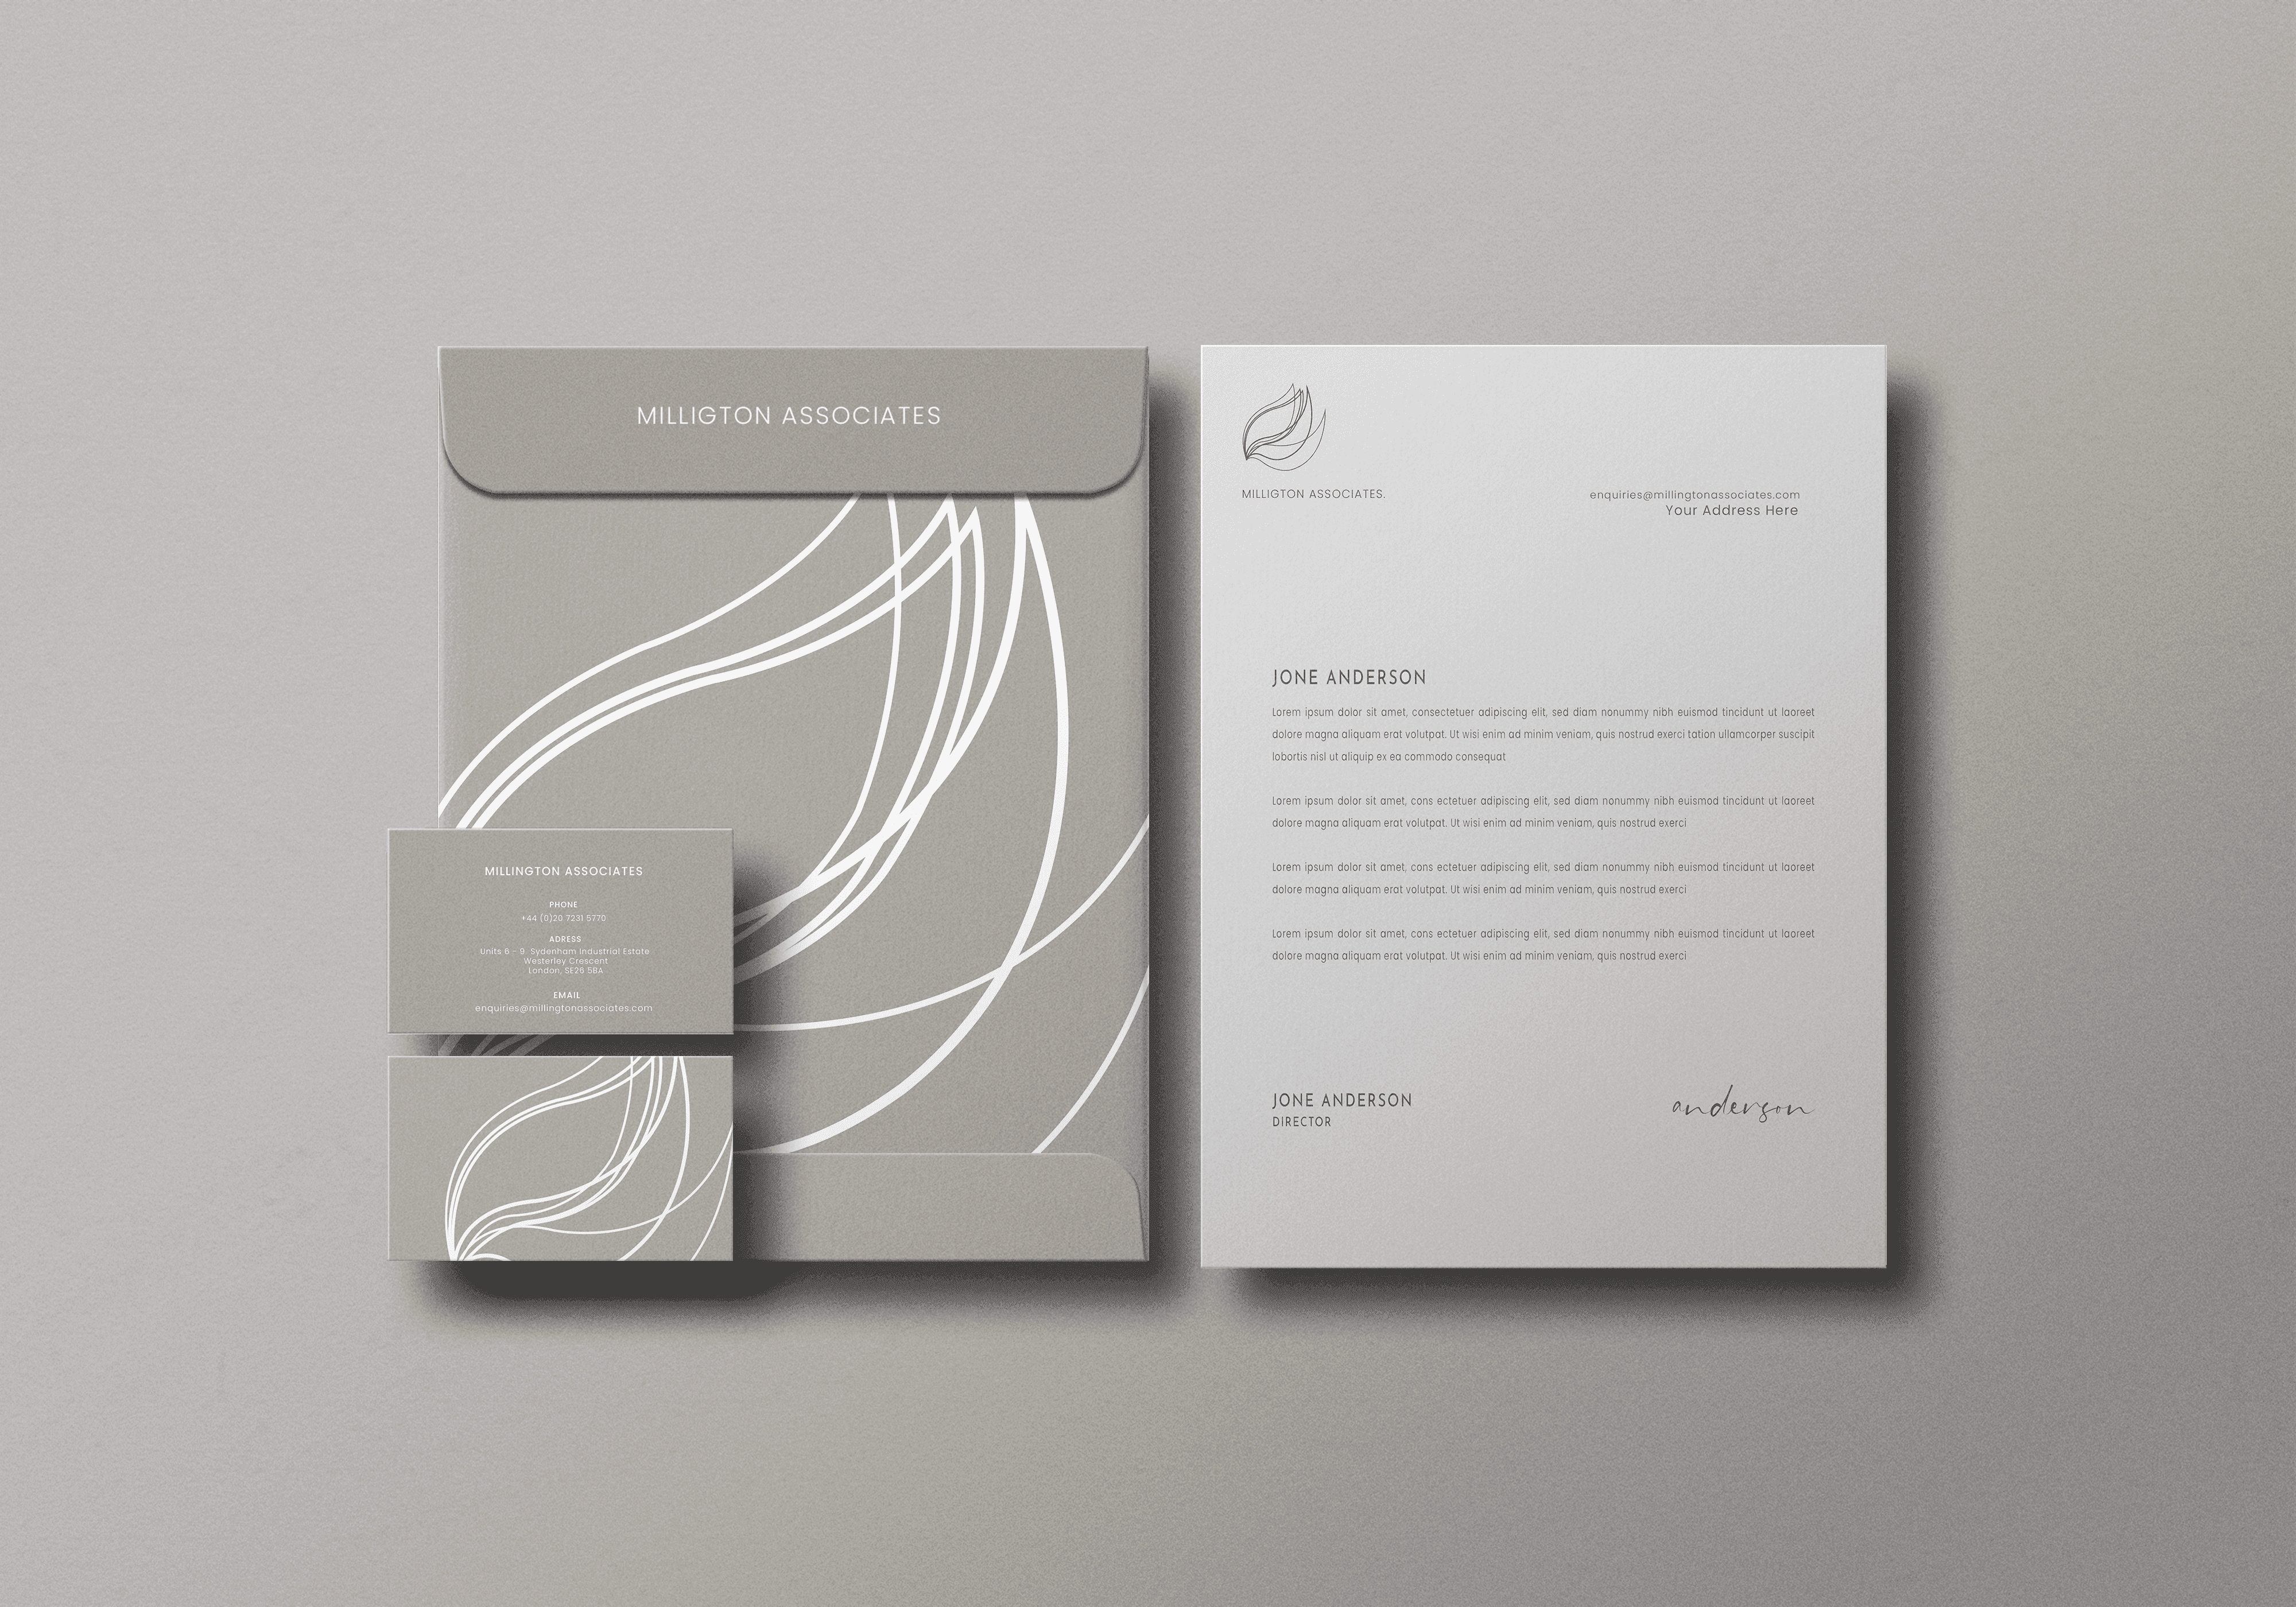 MILLIGTON ASSOCIATES
MILLINGTON ASSOCIATES
PHONE
+44 (0)20 7231 5770
ADRESS
Units 6 - 9. Sydenham Industrial Estate
Westerley Crescent
London, SE26 5BA
EMAIL
enquiries@millingtonassociates.com
MILLIGTON ASSOCIATES.
enquiries@millingtonassociates.com
Your Address Here
JONE ANDERSON
Lorem ipsum dolor sit amet, consectetuer adipiscing elit, sed diam nonummy nibh euismod tincidunt ut laoreet
dolore magna aliquam erat volutpat. Ut wisi enim ad minim veniam, quis nostrud exerci tation ullamcorper suscipit
lobortis nisl ut aliquip ex ea commodo consequat
Lorem ipsum dolor sit amet, cons ectetuer adipiscing elit, sed diam nonummy nibh euismod tincidunt ut laoreet
dolore magna aliquam erat volutpat. Ut wisi enim ad minim veniam, quis nostrud exerci
Lorem ipsum dolor sit amet, cons ectetuer adipiscing elit, sed diam nonummy nibh euismod tincidunt ut laoreet
dolore magna aliquam erat volutpat. Ut wisi enim ad minim veniam, quis nostrud exerci
Lorem ipsum dolor sit amet, cons ectetuer adipiscing elit, sed diam nonummy nibh euismod tincidunt ut laoreet
dolore magna aliquam erat volutpat. Ut wisi enim ad minim veniam, quis nostrud exerci
JONE ANDERSON
DIRECTOR
anderson